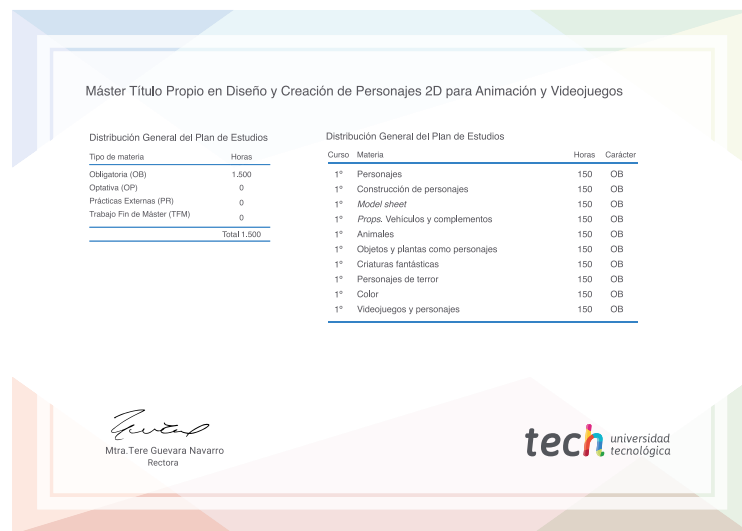 Máster Título Propio en Diseño y Creación de Personajes 2D para Animación y Videojuegos
Distribución General del Plan de Estudios
Tipo de materia Horas
Obligatoria (OB) 1.500
Optativa (OP) 0
Prácticas Externas (PR) 0
Trabajo Fin de Máster (TFM) 0
Total 1.500
Distribución General del Plan de Estudios
Curso Materia Horas Carácter
1º Personajes 150 OB
1º Construcción de personajes 150 OB
1º Model sheet 150 OB
1º Props. Vehículos y complementos 150 OB
1º Animales 150 OB
1º Objetos y plantas como personajes 150 OB
1º Criaturas fantásticas 150 OB
1º Personajes de terror 150 OB
1º Color 150 OB
1º Videojuegos y personajes 150 OB
Mtra.Tere Guevara Navarro
Rectora
tech universidad
tecnológica